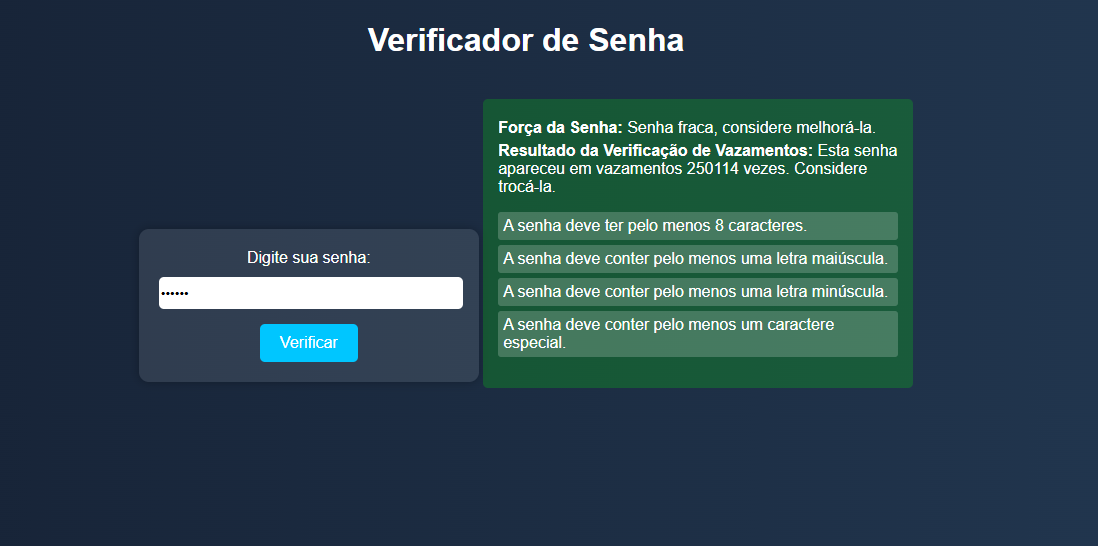 Verificador de Senha
Digite sua senha:
••••••
Verificar
Força da Senha: Senha fraca, considere melhorá-la.
Resultado da Verificação de Vazamentos: Esta senha
apareceu em vazamentos 250114 vezes. Considere
trocá-la.
A senha deve ter pelo menos 8 caracteres.
A senha deve conter pelo menos uma letra maiúscula.
A senha deve conter pelo menos uma letra minúscula.
A senha deve conter pelo menos um caractere
especial.